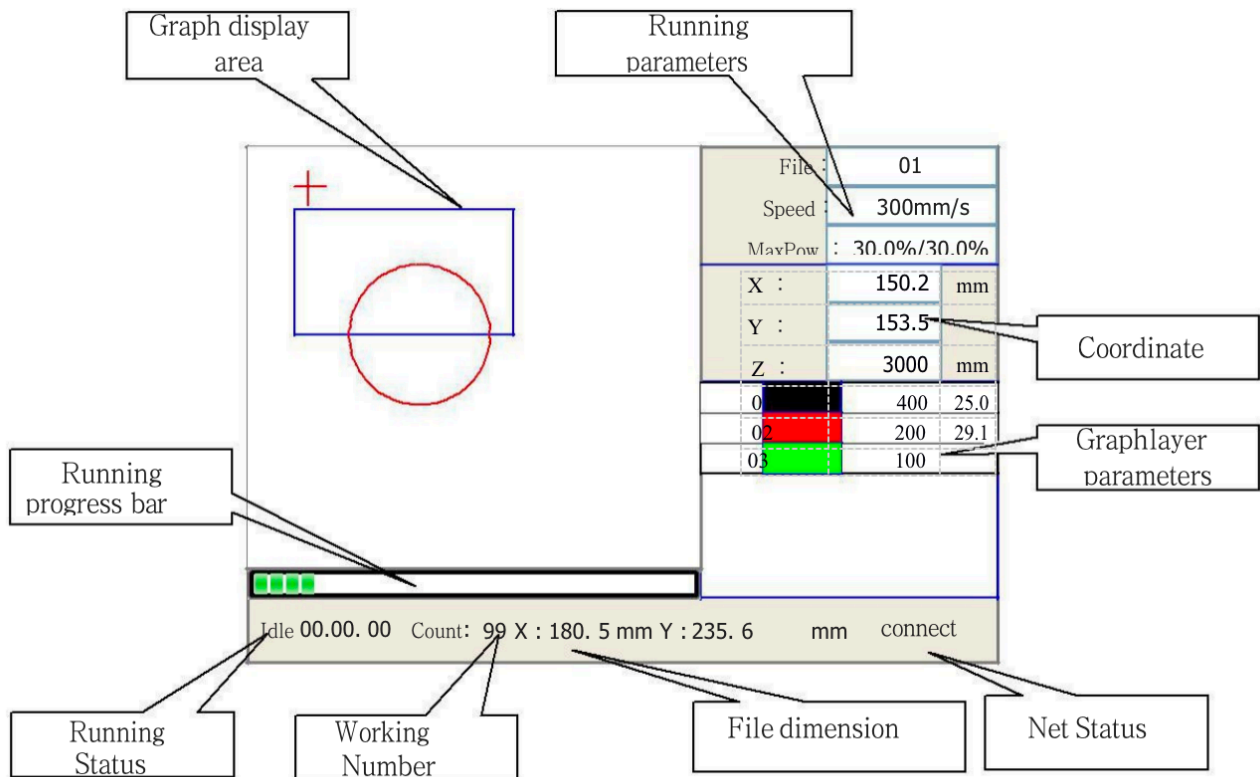 Graph display
area
Running
parameters
File : 01
Speed : 300mm/s
MaxPow : 30.0%/30.0%
X : 150.2 mm
Y : 153.5
Z : 3000 mm
Coordinate
0 400 25.0
02 200 29.1
03 100
Graphlayer
parameters
Running
progress bar
Idle 00.00. 00 Count: 99 X : 180. 5 mm Y : 235. 6 mm connect
Running
Status
Working
Number
File dimension
Net Status